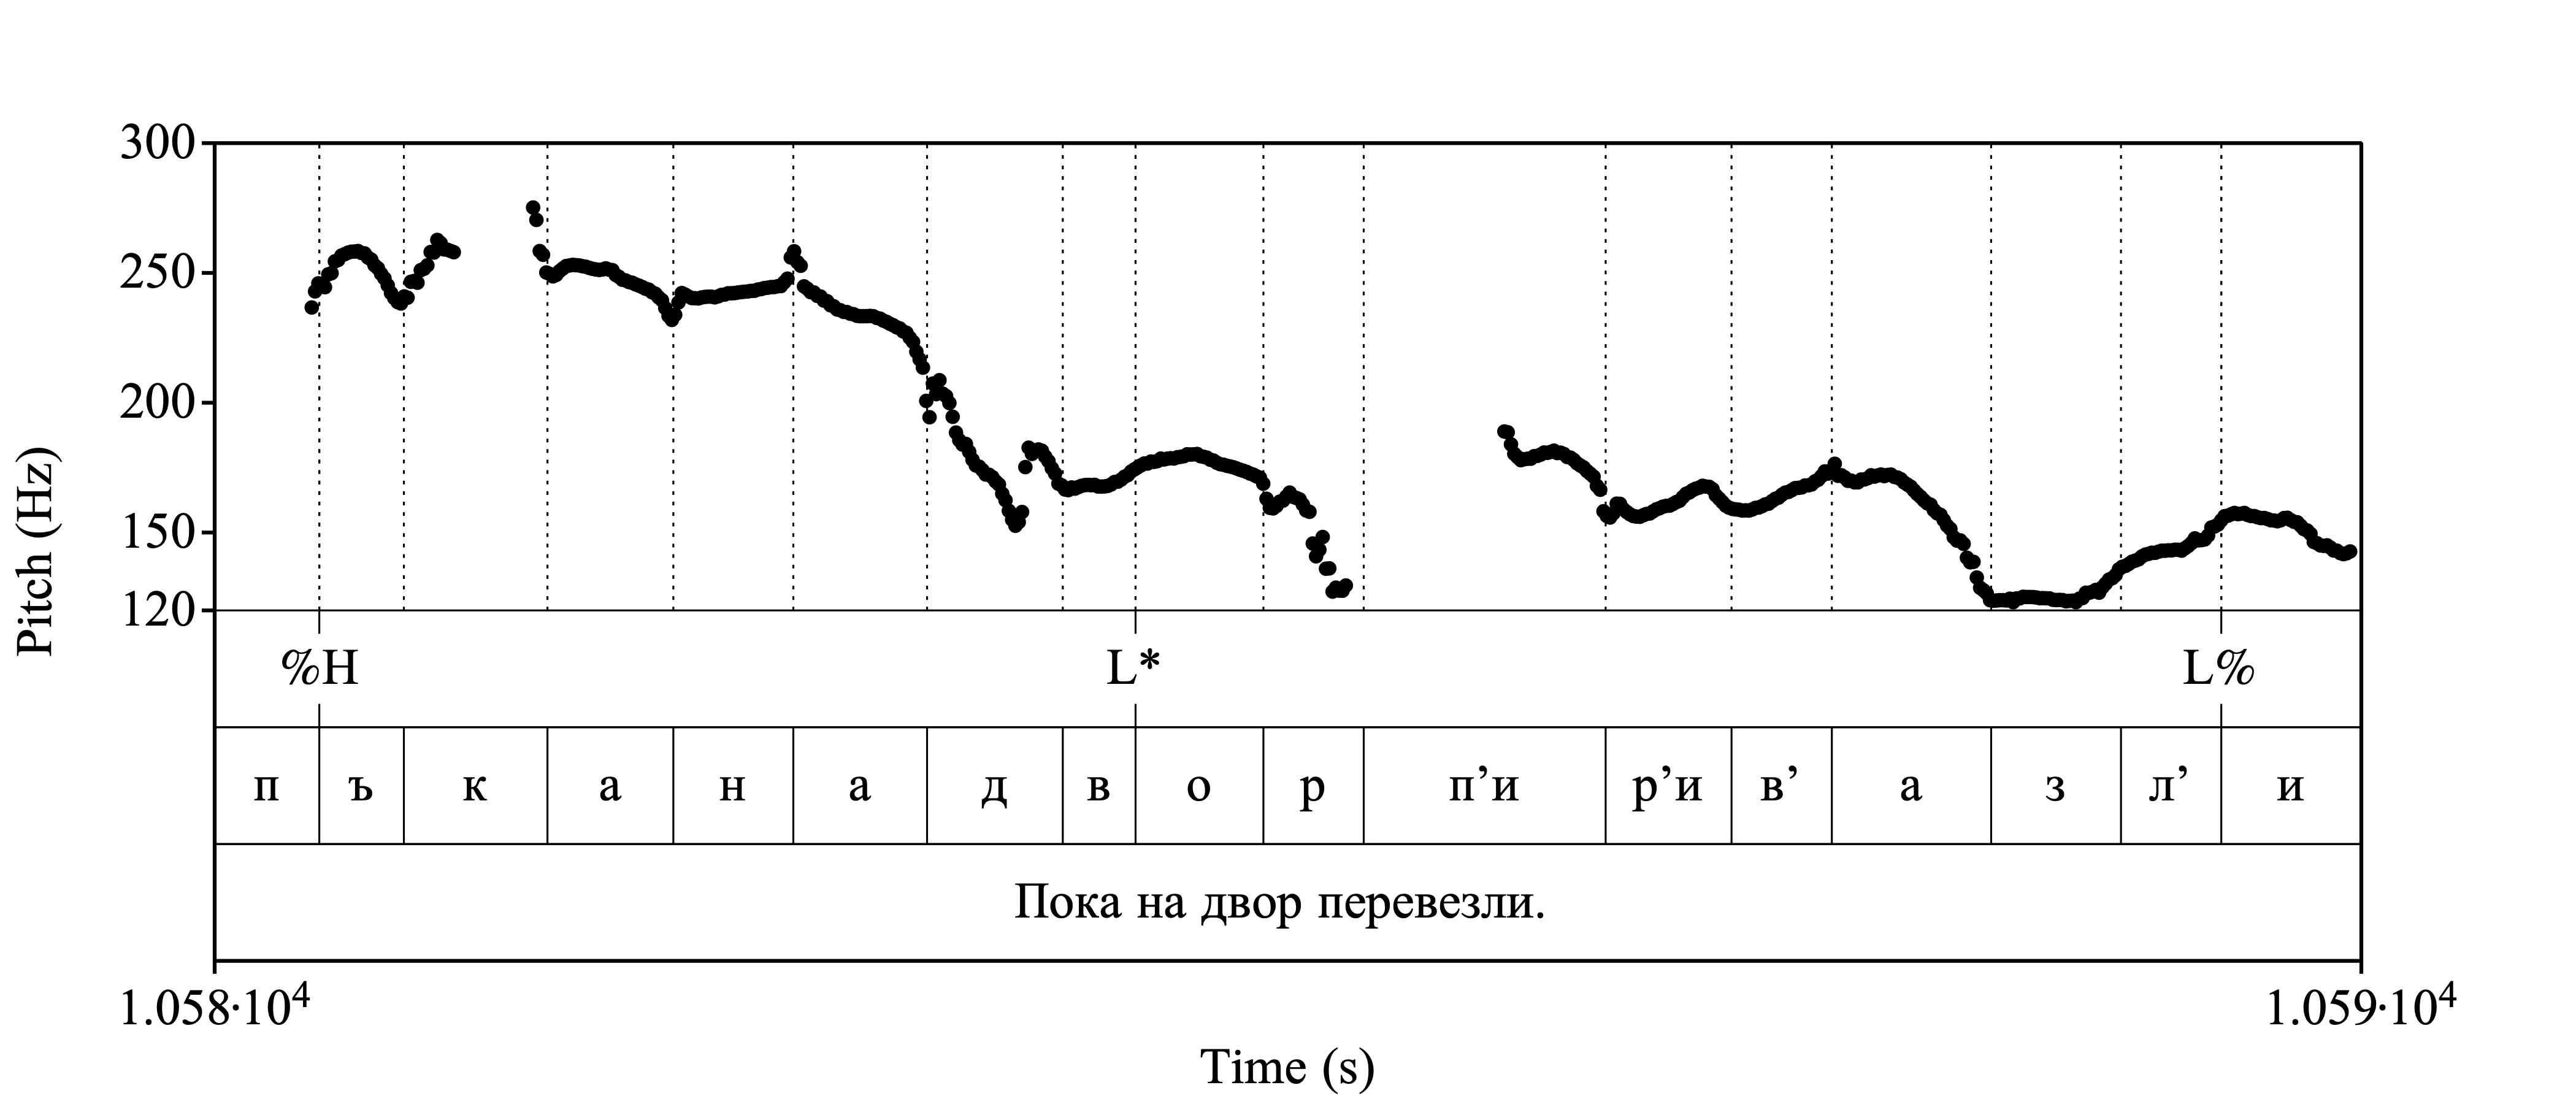 300
250
200
150
120
Pitch (Hz)
%H L* L%
п ъ к а н а д в о р п’и р’и в’ а з л’ и
Пока на двор перевезли.
1.058·10⁴ 1.059·10⁴
Time (s)